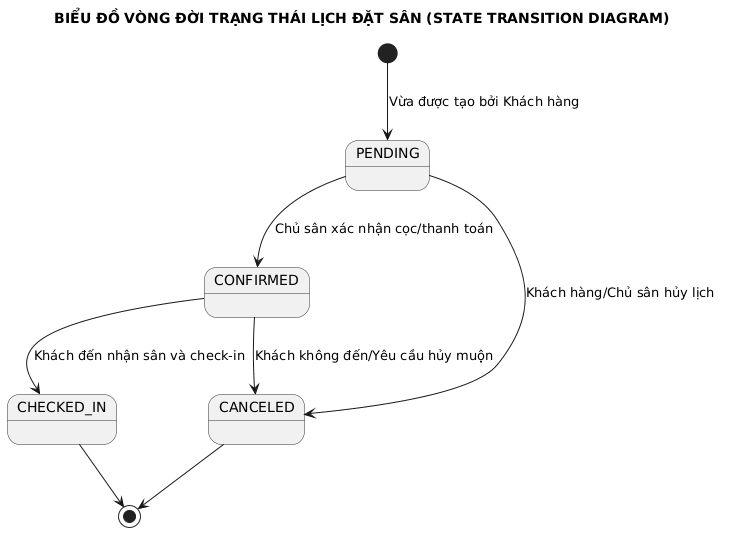 BIỂU ĐỒ VÒNG ĐỜI TRẠNG THÁI LỊCH ĐẶT SÂN (STATE TRANSITION DIAGRAM)
Vừa được tạo bởi Khách hàng
PENDING
Chủ sân xác nhận cọc/thanh toán
CONFIRMED
Khách hàng/Chủ sân hủy lịch
Khách đến nhận sân và check-in
Khách không đến/Yêu cầu hủy muộn
CHECKED_IN
CANCELED